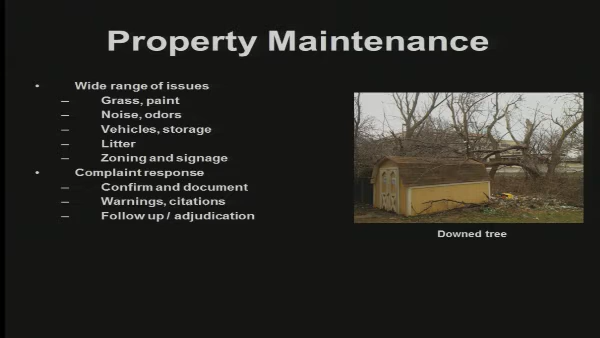 Property Maintenance
• Wide range of issues
– Grass, paint
– Noise, odors
– Vehicles, storage
– Litter
– Zoning and signage
• Complaint response
– Confirm and document
– Warnings, citations
– Follow up / adjudication
Downed tree